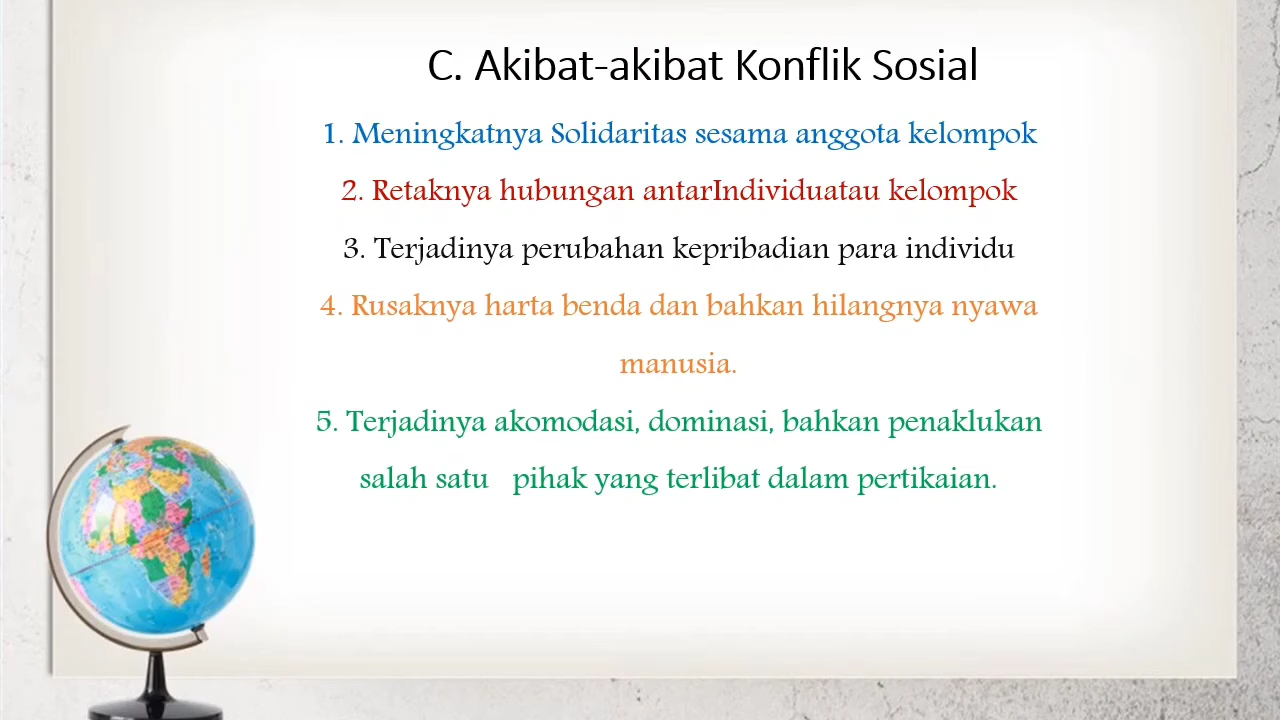 C. Akibat-akibat Konflik Sosial
1. Meningkatnya Solidaritas sesama anggota kelompok
2. Retaknya hubungan antarIndividuatau kelompok
3. Terjadinya perubahan kepribadian para individu
4. Rusaknya harta benda dan bahkan hilangnya nyawa
manusia.
5. Terjadinya akomodasi, dominasi, bahkan penaklukan
salah satu   pihak yang terlibat dalam pertikaian.